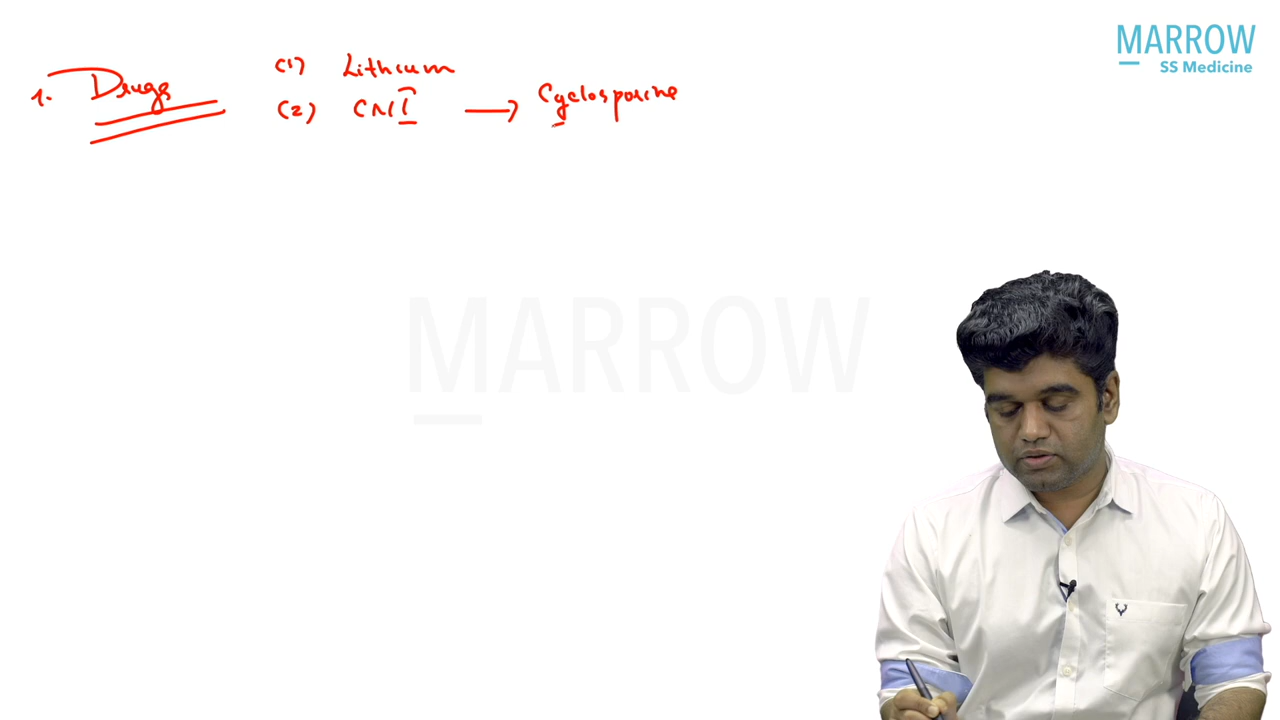 MARROW
SS Medicine
1. Drugs
(1) Lithium
(2) CNI → Cyclosporine
MARROW